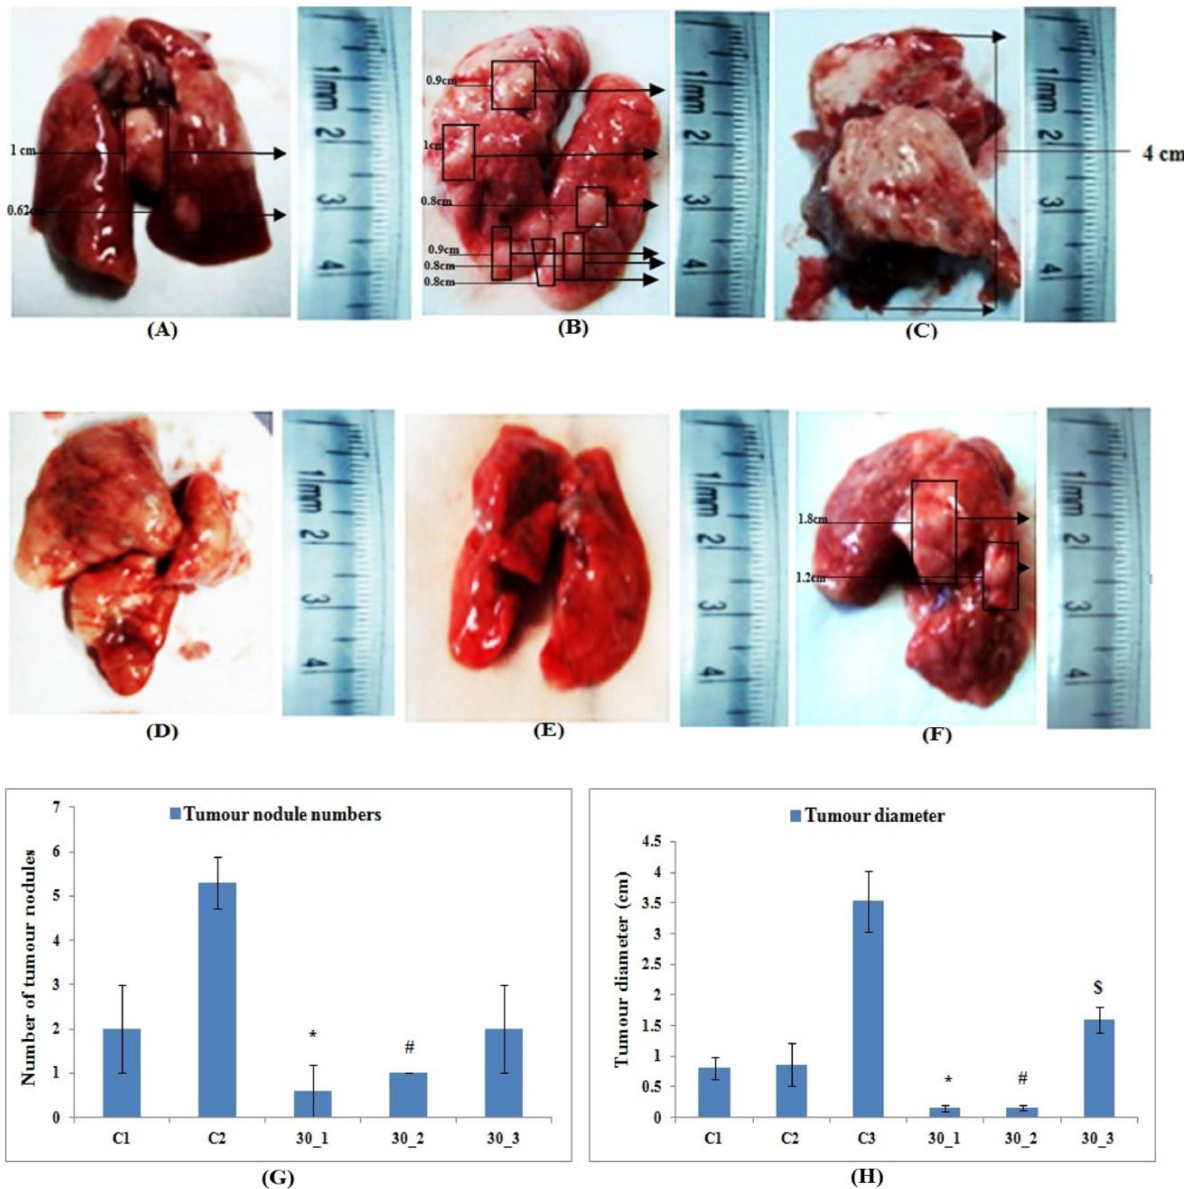 1mm 2 3 4
1mm 2 3 4
1mm 2 3 4
1 cm
0.62cm
0.9cm
1cm
0.8cm
0.9cm
0.8cm
0.8cm
4 cm
(A)
(B)
(C)
1mm 2 3 4
1mm 2 3 4
1mm 2 3 4
1.8cm
1.2cm
(D)
(E)
(F)
Tumour nodule numbers
Number of tumour nodules
7
6
5
4
3
2
1
0
*
#
C1 C2 30_1 30_2 30_3
(G)
Tumour diameter
Tumour diameter (cm)
4.5
4
3.5
3
2.5
2
1.5
1
0.5
0
*
#
$
C1 C2 C3 30_1 30_2 30_3
(H)